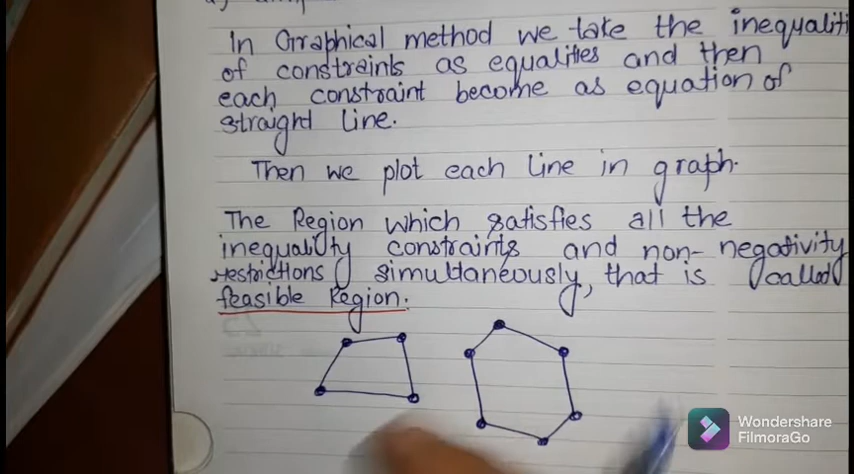 In Graphical method we take the inequaliti
of constraints as equalities and then
each constraint become as equation of
straight line.
Then we plot each line in graph.
The Region which satisfies all the
inequality constraints and non-negativity
restrictions simultaneously, that is called
feasible Region.
Wondershare
FilmoraGo